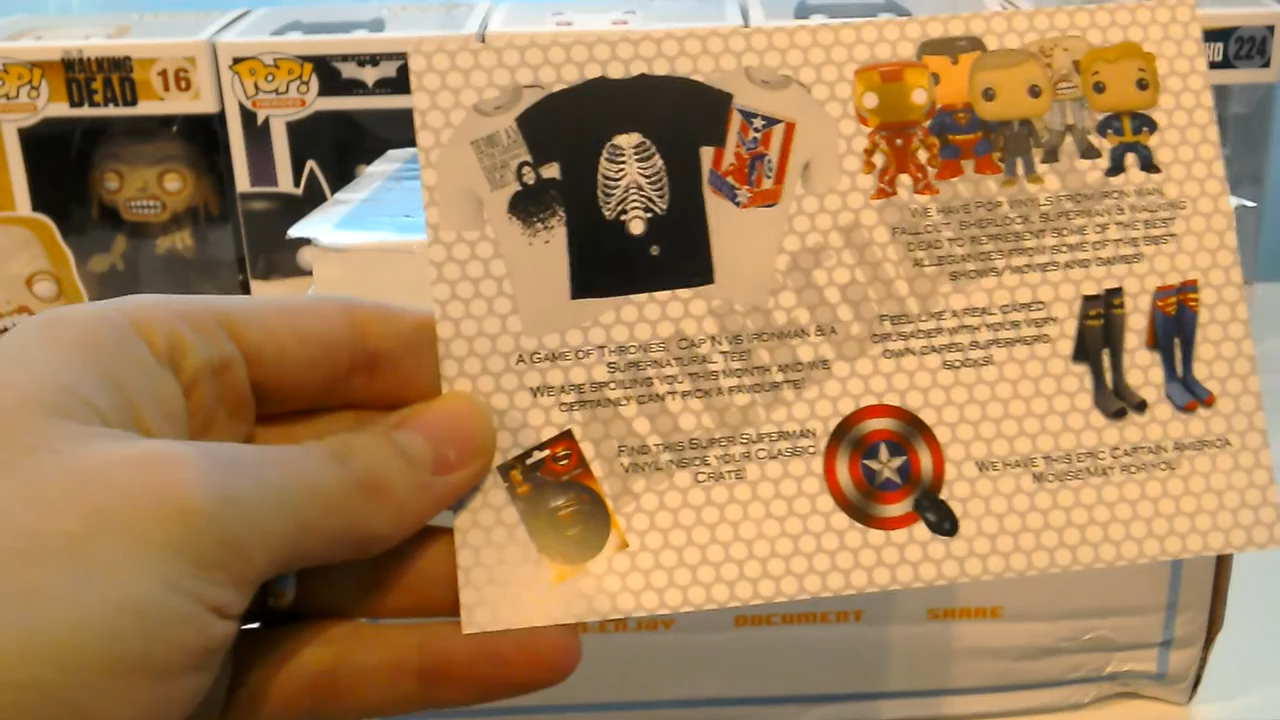 POP!
THE
WALKING
DEAD
16
POP!
HEROES
224
WE HAVE POP VINYLS FROM IRON MAN,
FALLOUT, SHERLOCK, SUPERMAN & WALKING
DEAD TO REPRESENT SOME OF THE BEST
ALLEGIANCES FROM SOME OF THE BEST
SHOWS/MOVIES AND GAMES!
A GAME OF THRONES, CAP'N VS IRONMAN & A
SUPERNATURAL TEE!
WE ARE SPOILING YOU THIS MONTH AND WE
CERTAINLY CAN'T PICK A FAVOURITE!
FEEL LIKE A REAL CAPED
CRUSADER WITH YOUR VERY
OWN CAPED SUPERHERO
SOCKS!
FIND THIS SUPER SUPERMAN
VINYL INSIDE YOUR CLASSIC
CRATE!
WE HAVE THIS EPIC CAPTAIN AMERICA
MOUSE MAT FOR YOU
ENJOY DOCUMENT SHARE